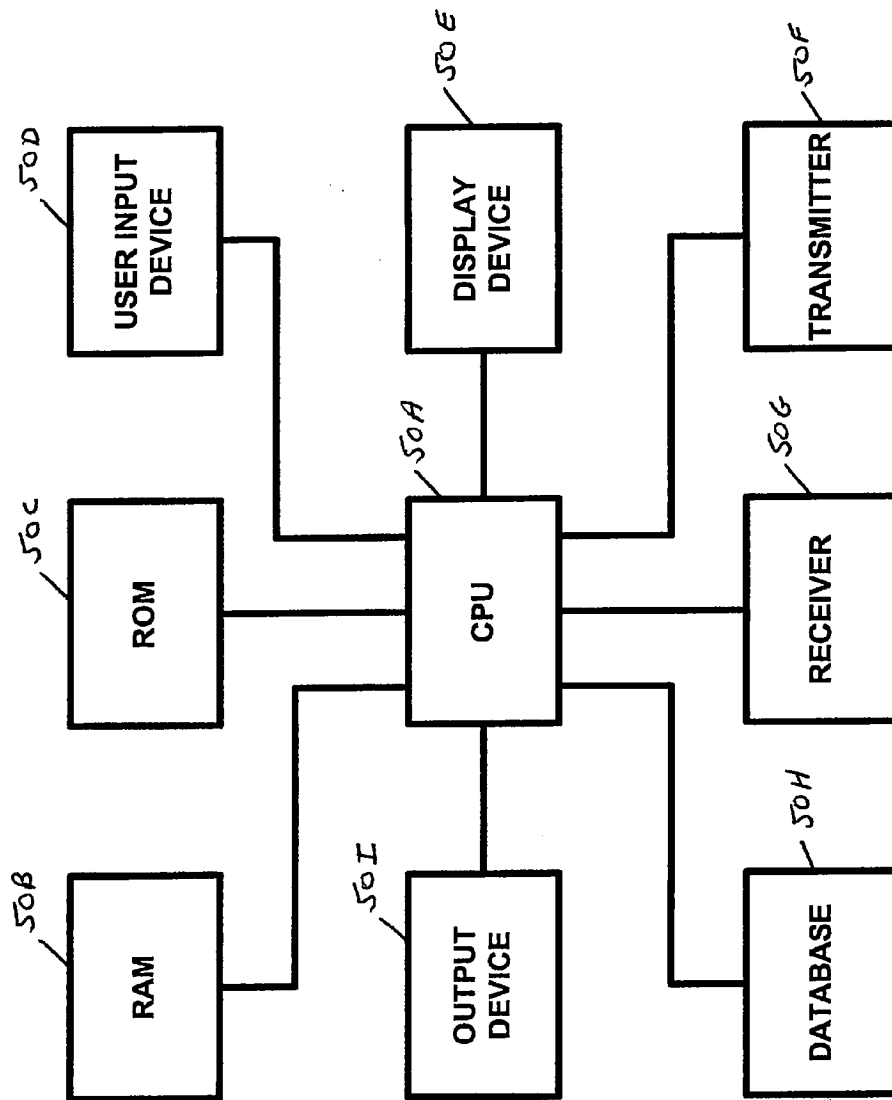 50B
RAM
50C
ROM
50D
USER INPUT
DEVICE
50I
OUTPUT
DEVICE
50A
CPU
50E
DISPLAY
DEVICE
50H
DATABASE
50G
RECEIVER
50F
TRANSMITTER